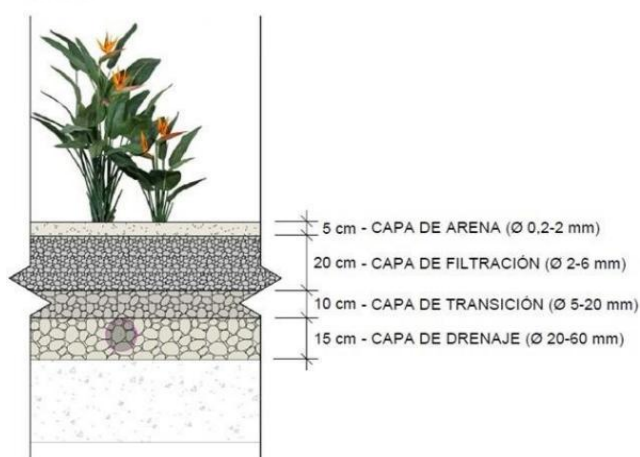 5 cm - CAPA DE ARENA (Ø 0,2-2 mm)
20 cm - CAPA DE FILTRACIÓN (Ø 2-6 mm)
10 cm - CAPA DE TRANSICIÓN (Ø 5-20 mm)
15 cm - CAPA DE DRENAJE (Ø 20-60 mm)